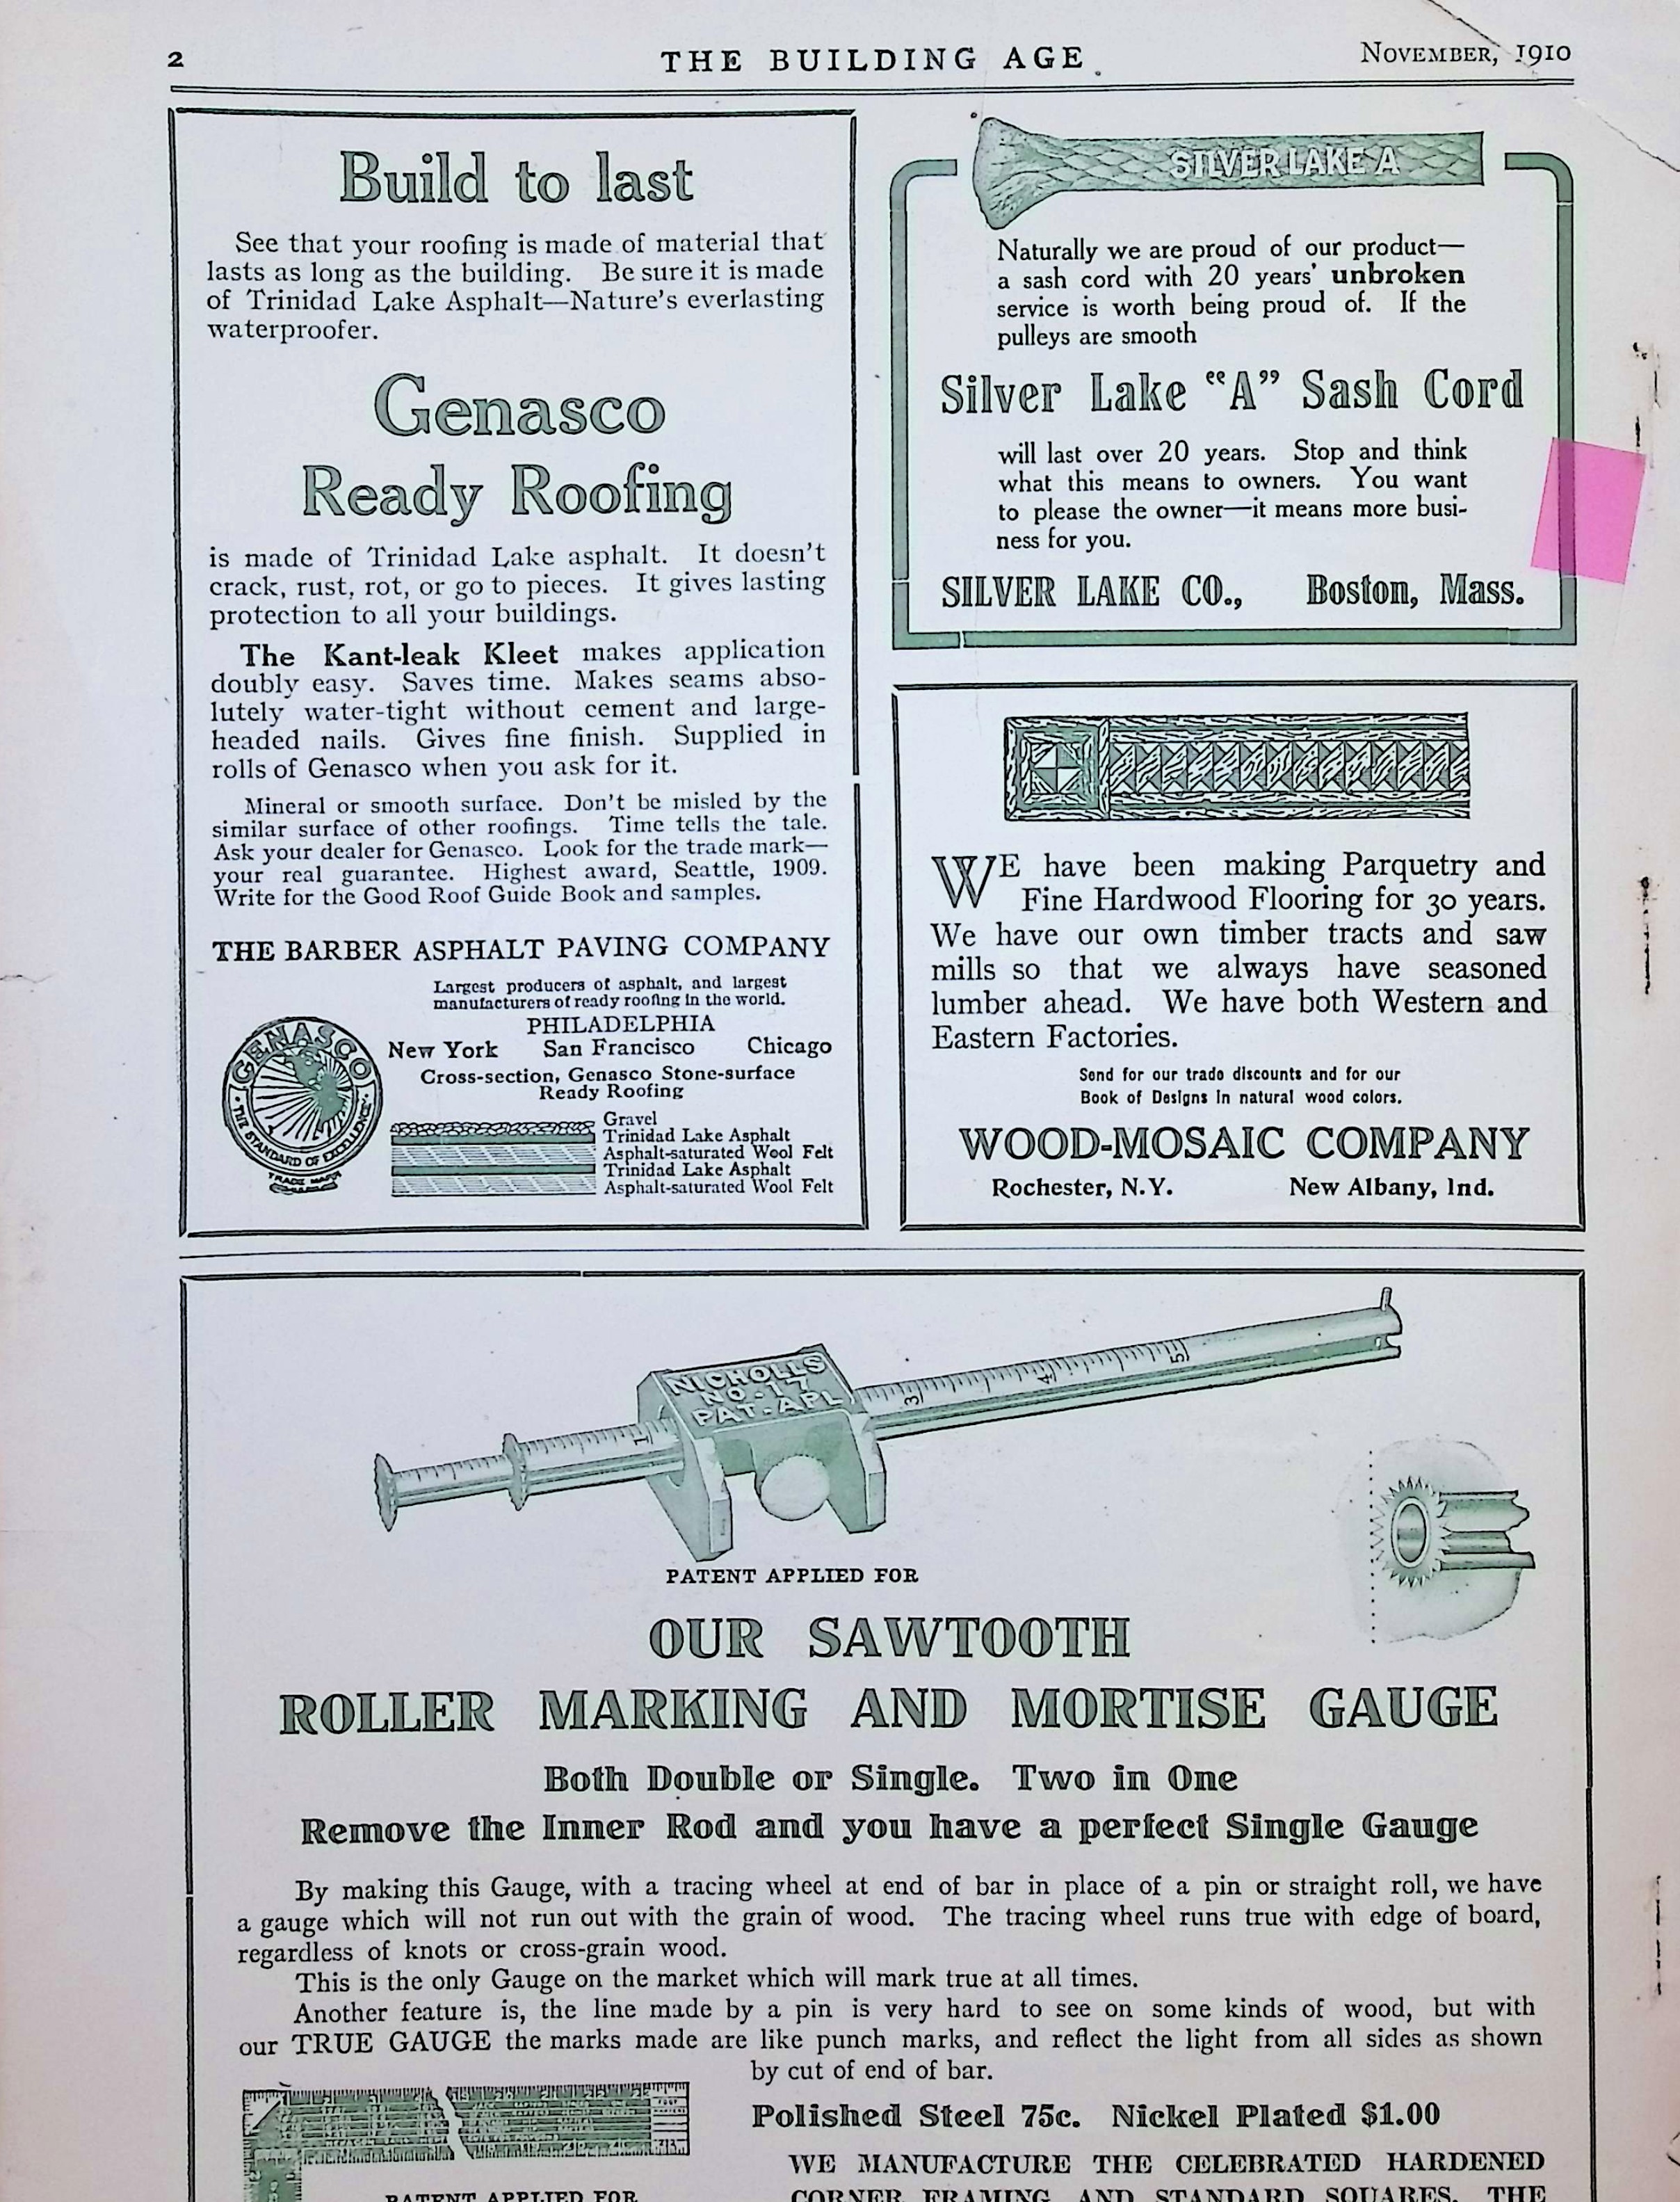 2
THE BUILDING AGE
NOVEMBER, 1910
Build to last
See that your roofing is made of material that
lasts as long as the building. Be sure it is made
of Trinidad Lake Asphalt—Nature's everlasting
waterproofer.
Genasco
Ready Roofing
is made of Trinidad Lake asphalt. It doesn't
crack, rust, rot, or go to pieces. It gives lasting
protection to all your buildings.
The Kant-leak Kleet makes application
doubly easy. Saves time. Makes seams abso-
lutely water-tight without cement and large-
headed nails. Gives fine finish. Supplied in
rolls of Genasco when you ask for it.
Mineral or smooth surface. Don't be misled by the
similar surface of other roofings. Time tells the tale.
Ask your dealer for Genasco. Look for the trade mark—
your real guarantee. Highest award, Seattle, 1909.
Write for the Good Roof Guide Book and samples.
THE BARBER ASPHALT PAVING COMPANY
Largest producers of asphalt, and largest
manufacturers of ready roofing in the world.
PHILADELPHIA
New York San Francisco Chicago
Cross-section, Genasco Stone-surface
Ready Roofing
GENASCO
THE STANDARD OF EXCELLENCE
TRADE MARK
Gravel
Trinidad Lake Asphalt
Asphalt-saturated Wool Felt
Trinidad Lake Asphalt
Asphalt-saturated Wool Felt
SILVER LAKE A
Naturally we are proud of our product—
a sash cord with 20 years' unbroken
service is worth being proud of. If the
pulleys are smooth
Silver Lake "A" Sash Cord
will last over 20 years. Stop and think
what this means to owners. You want
to please the owner—it means more busi-
ness for you.
SILVER LAKE CO., Boston, Mass.
WE have been making Parquetry and
Fine Hardwood Flooring for 30 years.
We have our own timber tracts and saw
mills so that we always have seasoned
lumber ahead. We have both Western and
Eastern Factories.
Send for our trade discounts and for our
Book of Designs in natural wood colors.
WOOD-MOSAIC COMPANY
Rochester, N.Y. New Albany, Ind.
NICHOLLS
NO-17
PAT-APL
1
3
4
5
PATENT APPLIED FOR
OUR SAWTOOTH
ROLLER MARKING AND MORTISE GAUGE
Both Double or Single. Two in One
Remove the Inner Rod and you have a perfect Single Gauge
By making this Gauge, with a tracing wheel at end of bar in place of a pin or straight roll, we have
a gauge which will not run out with the grain of wood. The tracing wheel runs true with edge of board,
regardless of knots or cross-grain wood.
This is the only Gauge on the market which will mark true at all times.
Another feature is, the line made by a pin is very hard to see on some kinds of wood, but with
our TRUE GAUGE the marks made are like punch marks, and reflect the light from all sides as shown
by cut of end of bar.
Polished Steel 75c. Nickel Plated $1.00
WE MANUFACTURE THE CELEBRATED HARDENED
CORNER FRAMING AND STANDARD SQUARES. THE
PATENT APPLIED FOR